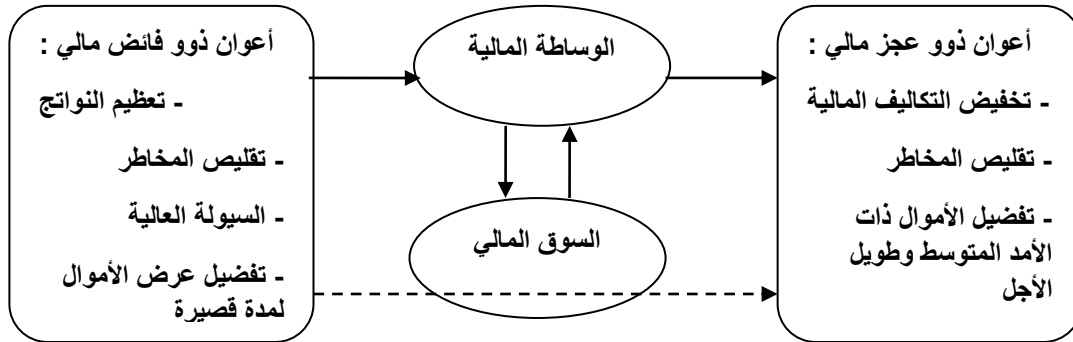 أعوان ذوو عجز مالي :
- تخفيض التكاليف المالية
- تقليص المخاطر
- تفضيل الأموال ذات
الأمد المتوسط وطويل
الأجل
الوساطة المالية
السوق المالي
أعوان ذوو فائض مالي :
- تعظيم النواتج
- تقليص المخاطر
- السيولة العالية
- تفضيل عرض الأموال
لمدة قصيرة